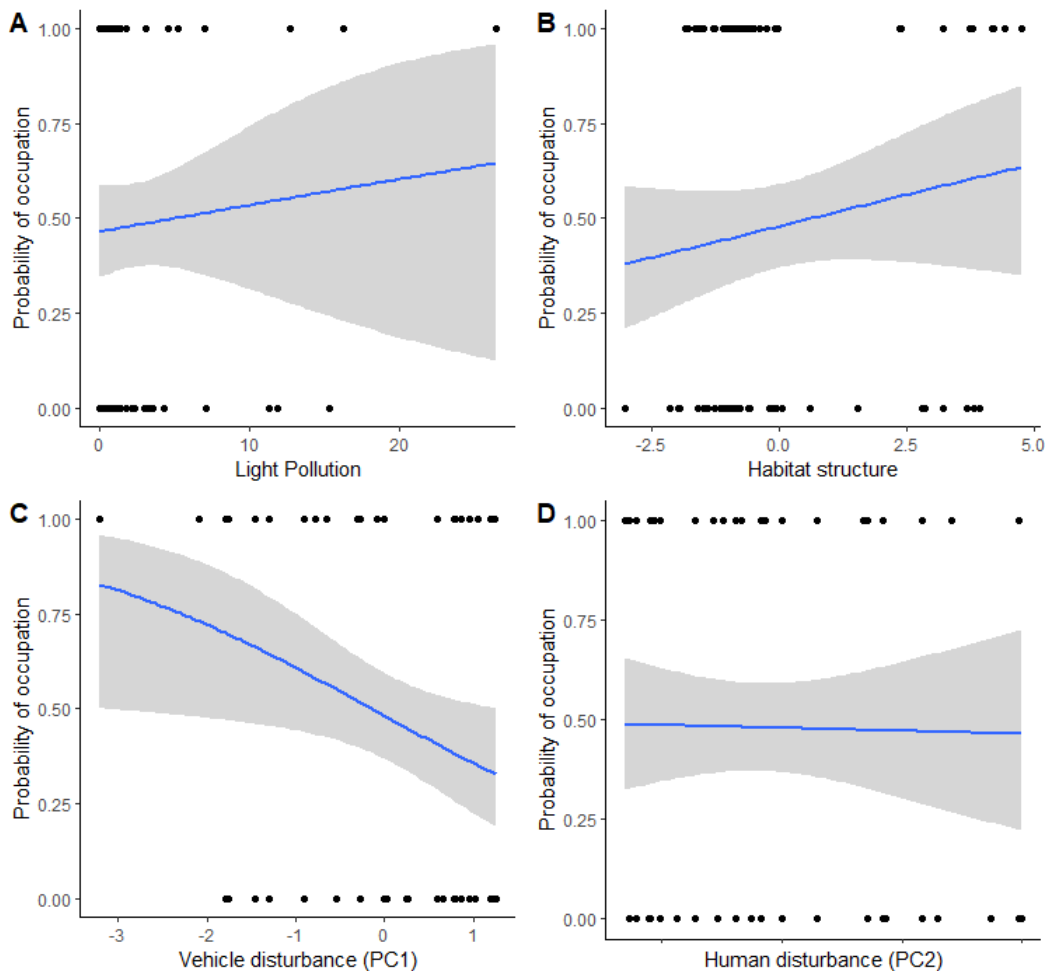 A
1.00
0.75
0.50
0.25
0.00
Probability of occupation
0
10
20
Light Pollution
B
1.00
0.75
0.50
0.25
0.00
Probability of occupation
-2.5
0.0
2.5
5.0
Habitat structure
C
1.00
0.75
0.50
0.25
0.00
Probability of occupation
-3
-2
-1
0
1
Vehicle disturbance (PC1)
D
1.00
0.75
0.50
0.25
0.00
Probability of occupation
Human disturbance (PC2)